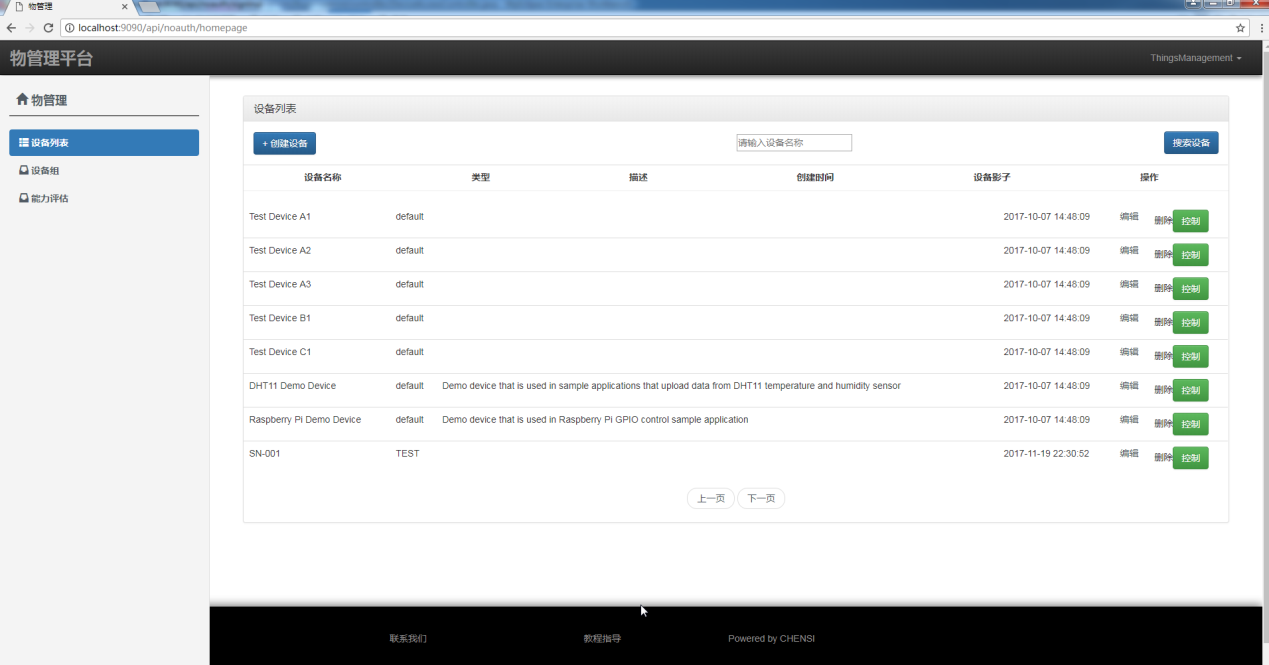 物管理
localhost:9090/api/noauth/homepage
物管理平台
ThingsManagement
物管理
设备列表
设备组
能力评估
设备列表
+ 创建设备
请输入设备名称
搜索设备
设备名称 类型 描述 创建时间 设备影子 操作
Test Device A1 default 2017-10-07 14:48:09 编辑 删除 控制
Test Device A2 default 2017-10-07 14:48:09 编辑 删除 控制
Test Device A3 default 2017-10-07 14:48:09 编辑 删除 控制
Test Device B1 default 2017-10-07 14:48:09 编辑 删除 控制
Test Device C1 default 2017-10-07 14:48:09 编辑 删除 控制
DHT11 Demo Device default Demo device that is used in sample applications that upload data from DHT11 temperature and humidity sensor 2017-10-07 14:48:09 编辑 删除 控制
Raspberry Pi Demo Device default Demo device that is used in Raspberry Pi GPIO control sample application 2017-10-07 14:48:09 编辑 删除 控制
SN-001 TEST 2017-11-19 22:30:52 编辑 删除 控制
上一页 下一页
联系我们 教程指导 Powered by CHENSI